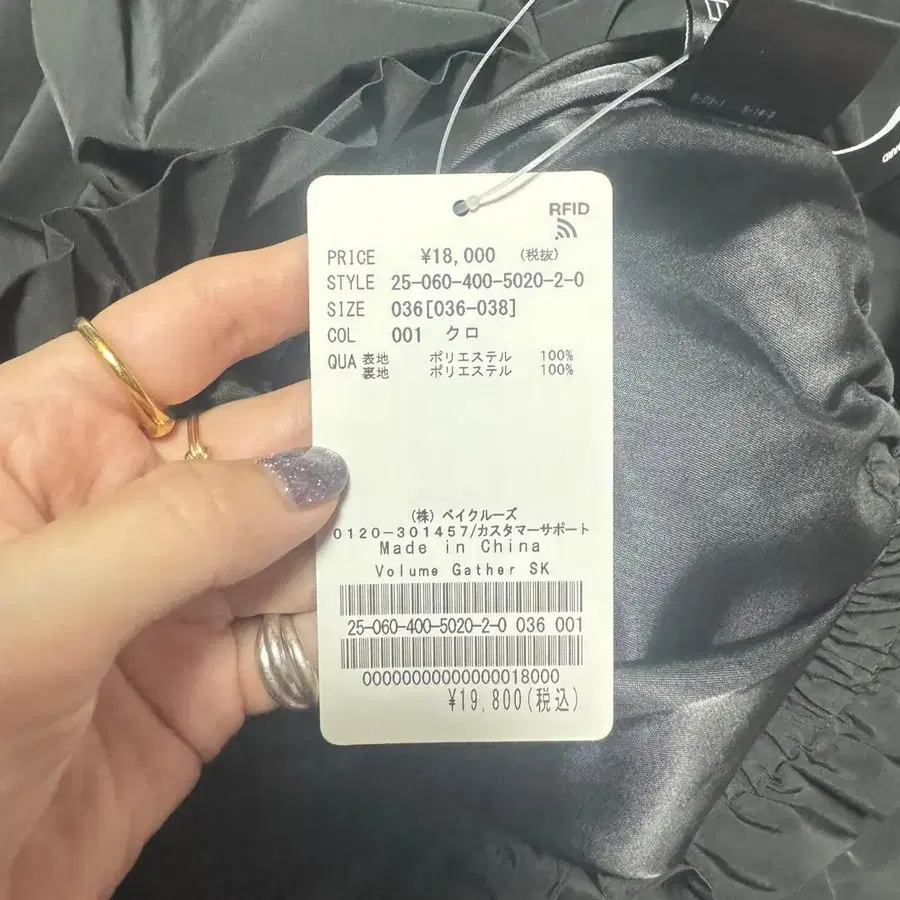 RFID
PRICE ¥18,000 (税抜)
STYLE 25-060-400-5020-2-0
SIZE 036[036-038]
COL 001 クロ
QUA 表地 ポリエステル 100%
裏地 ポリエステル 100%
(株)ベイクルーズ
0120-301457/カスタマーサポート
Made in China
Volume Gather SK
25-060-400-5020-2-0 036 001
00000000000000018000
¥19,800(税込)